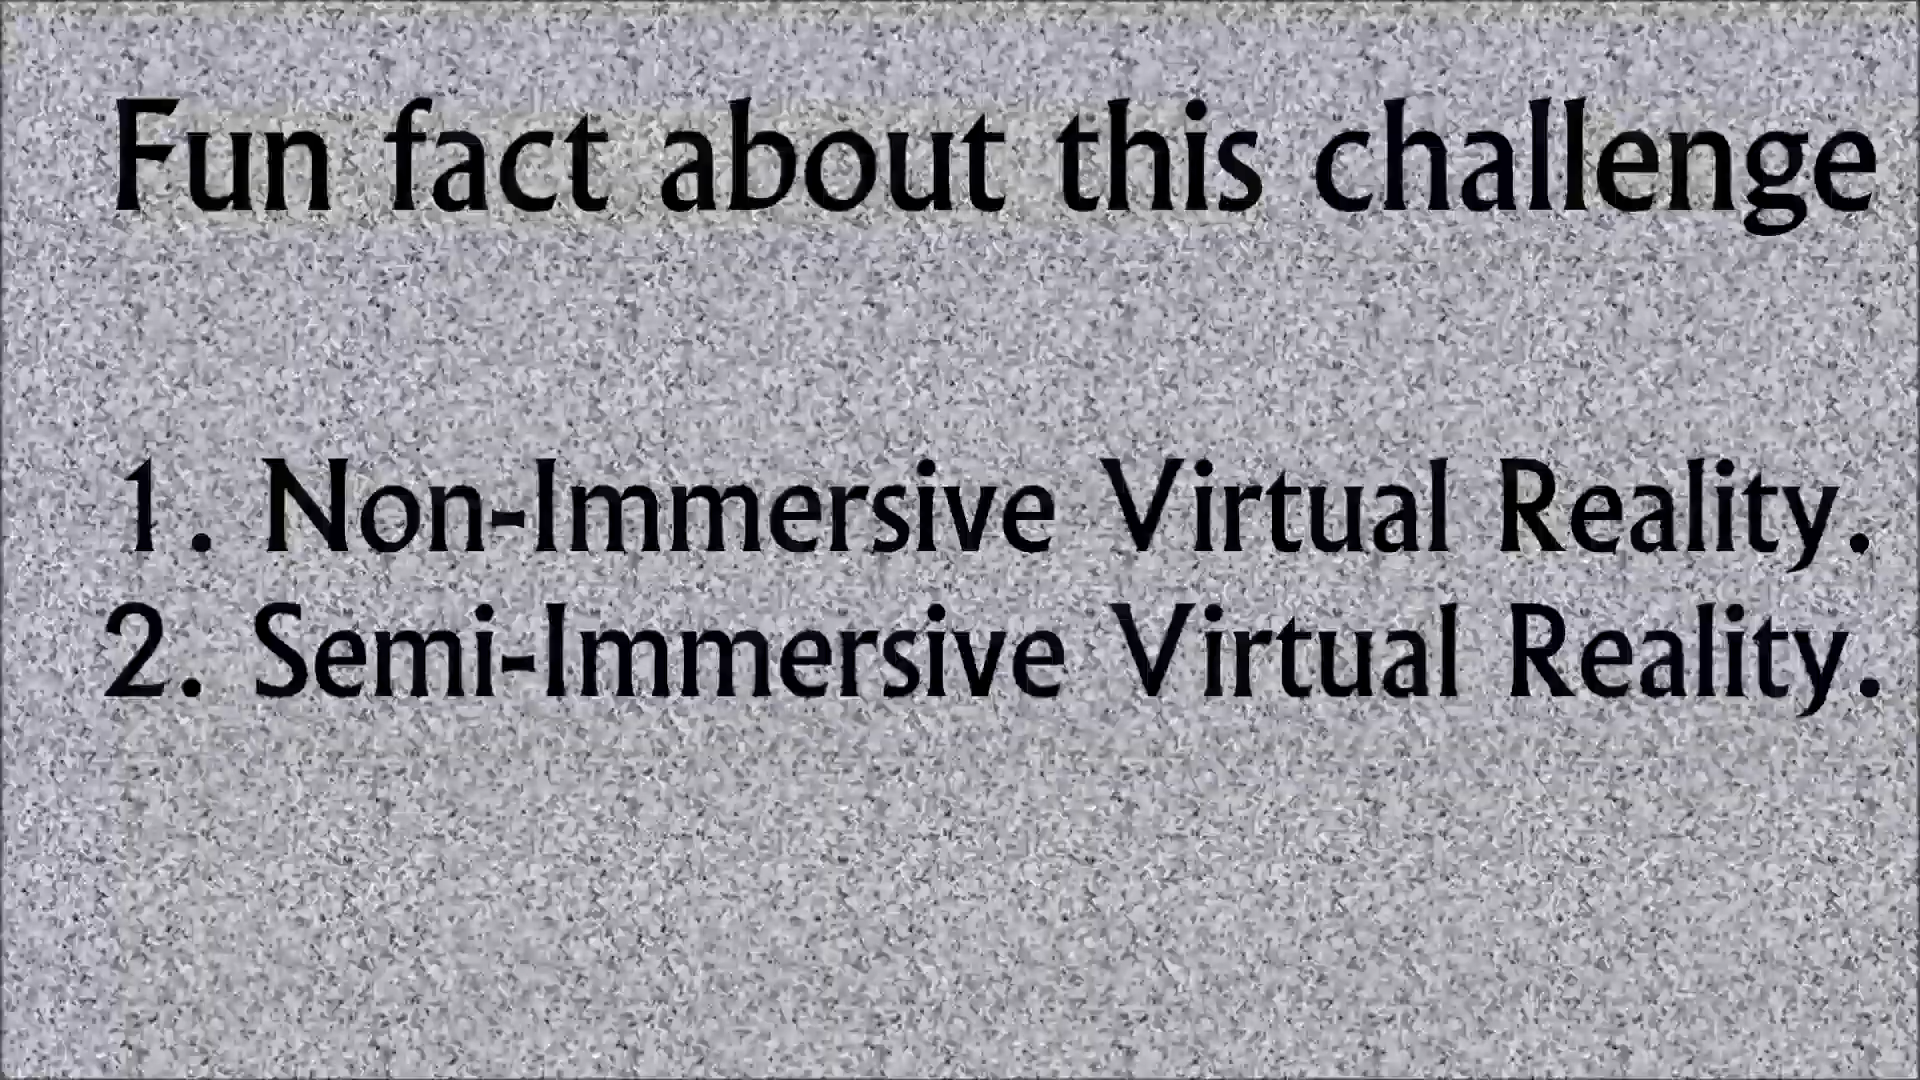 Fun fact about this challenge
1. Non-Immersive Virtual Reality.
2. Semi-Immersive Virtual Reality.